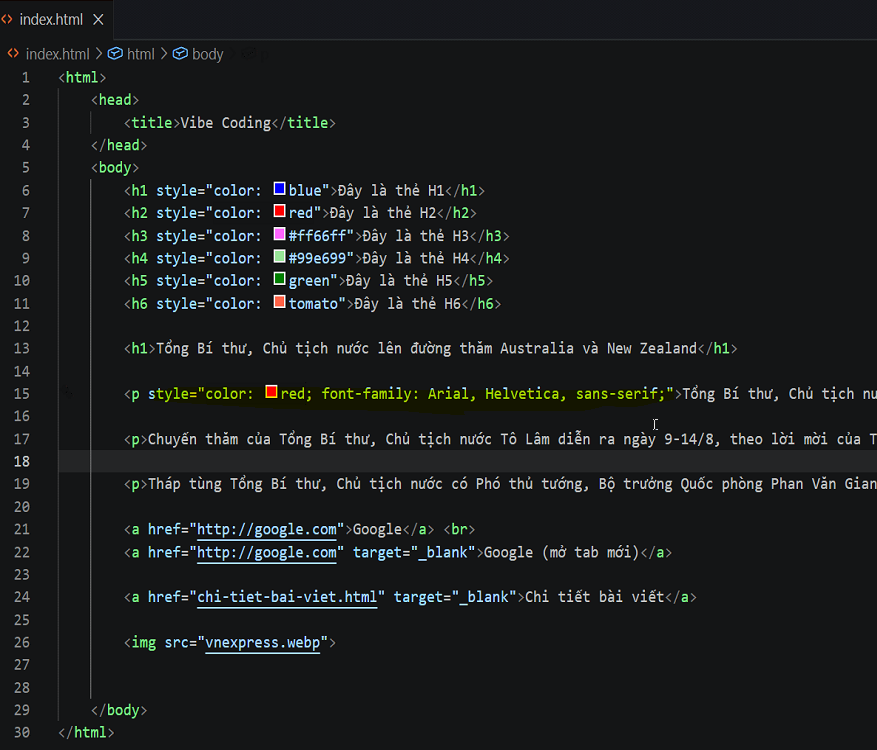 index.html
index.html > html > body
1 <html>
2 <head>
3 <title>Vibe Coding</title>
4 </head>
5 <body>
6 <h1 style="color: blue">Đây là thẻ H1</h1>
7 <h2 style="color: red">Đây là thẻ H2</h2>
8 <h3 style="color: #ff66ff">Đây là thẻ H3</h3>
9 <h4 style="color: #99e699">Đây là thẻ H4</h4>
10 <h5 style="color: green">Đây là thẻ H5</h5>
11 <h6 style="color: tomato">Đây là thẻ H6</h6>
12
13 <h1>Tổng Bí thư, Chủ tịch nước lên đường thăm Australia và New Zealand</h1>
14
15 <p style="color: red; font-family: Arial, Helvetica, sans-serif;">Tổng Bí thư, Chủ tịch nư
16
17 <p>Chuyến thăm của Tổng Bí thư, Chủ tịch nước Tô Lâm diễn ra ngày 9-14/8, theo lời mời của T
18
19 <p>Tháp tùng Tổng Bí thư, Chủ tịch nước có Phó thủ tướng, Bộ trưởng Quốc phòng Phan Văn Gian
20
21 <a href="http://google.com">Google</a> <br>
22 <a href="http://google.com" target="_blank">Google (mở tab mới)</a>
23
24 <a href="chi-tiet-bai-viet.html" target="_blank">Chi tiết bài viết</a>
25
26 <img src="vnexpress.webp">
27
28
29 </body>
30 </html>